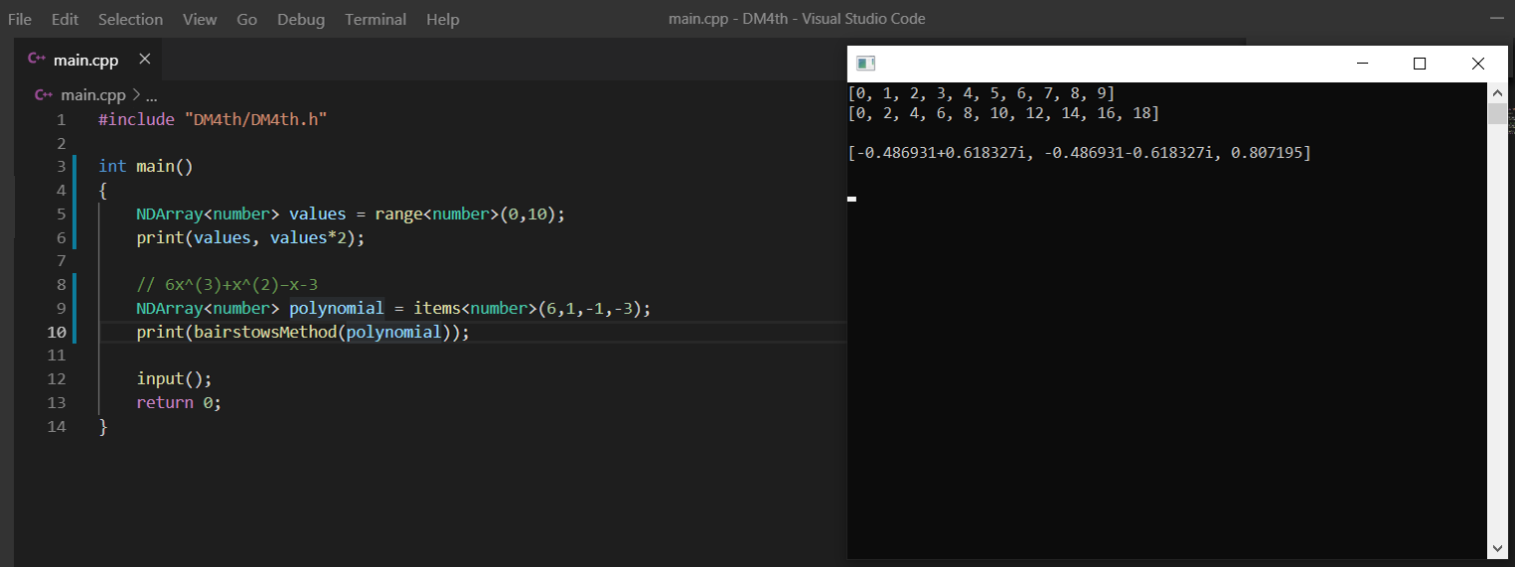 File Edit Selection View Go Debug Terminal Help main.cpp - DM4th - Visual Studio Code
C++ main.cpp ×
C++ main.cpp > ...
1 #include "DM4th/DM4th.h"
2
3 int main()
4 {
5 NDArray<number> values = range<number>(0,10);
6 print(values, values*2);
7
8 // 6x^(3)+x^(2)−x-3
9 NDArray<number> polynomial = items<number>(6,1,-1,-3);
10 print(bairstowsMethod(polynomial));
11
12 input();
13 return 0;
14 }
[0, 1, 2, 3, 4, 5, 6, 7, 8, 9]
[0, 2, 4, 6, 8, 10, 12, 14, 16, 18]
[-0.486931+0.618327i, -0.486931-0.618327i, 0.807195]